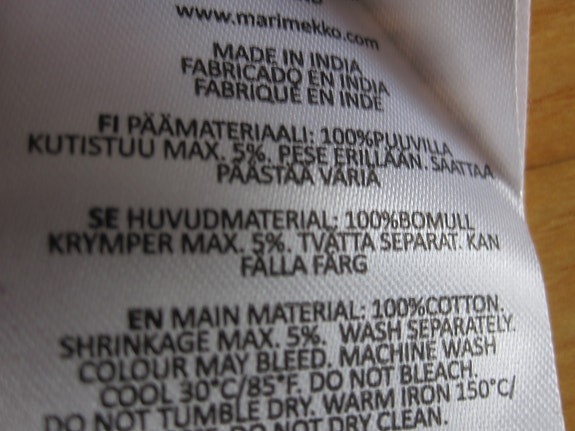 www.marimekko.com
MADE IN INDIA
FABRICADO EN INDIA
FABRIQUÉ EN INDE
FI PÄÄMATERIAALI: 100%PUUVILLA
KUTISTUU MAX. 5%. PESE ERILLÄÄN. SAATTAA
PÄÄSTÄÄ VÄRIÄ
SE HUVUDMATERIAL: 100%BOMULL
KRYMPER MAX. 5%. TVÄTTA SEPARAT. KAN
FÄLLA FÄRG
EN MAIN MATERIAL: 100%COTTON.
SHRINKAGE MAX. 5%. WASH SEPARATELY.
COLOUR MAY BLEED. MACHINE WASH
COOL 30°C/85°F. DO NOT BLEACH.
DO NOT TUMBLE DRY. WARM IRON 150°C/
DO NOT DRY CLEAN.